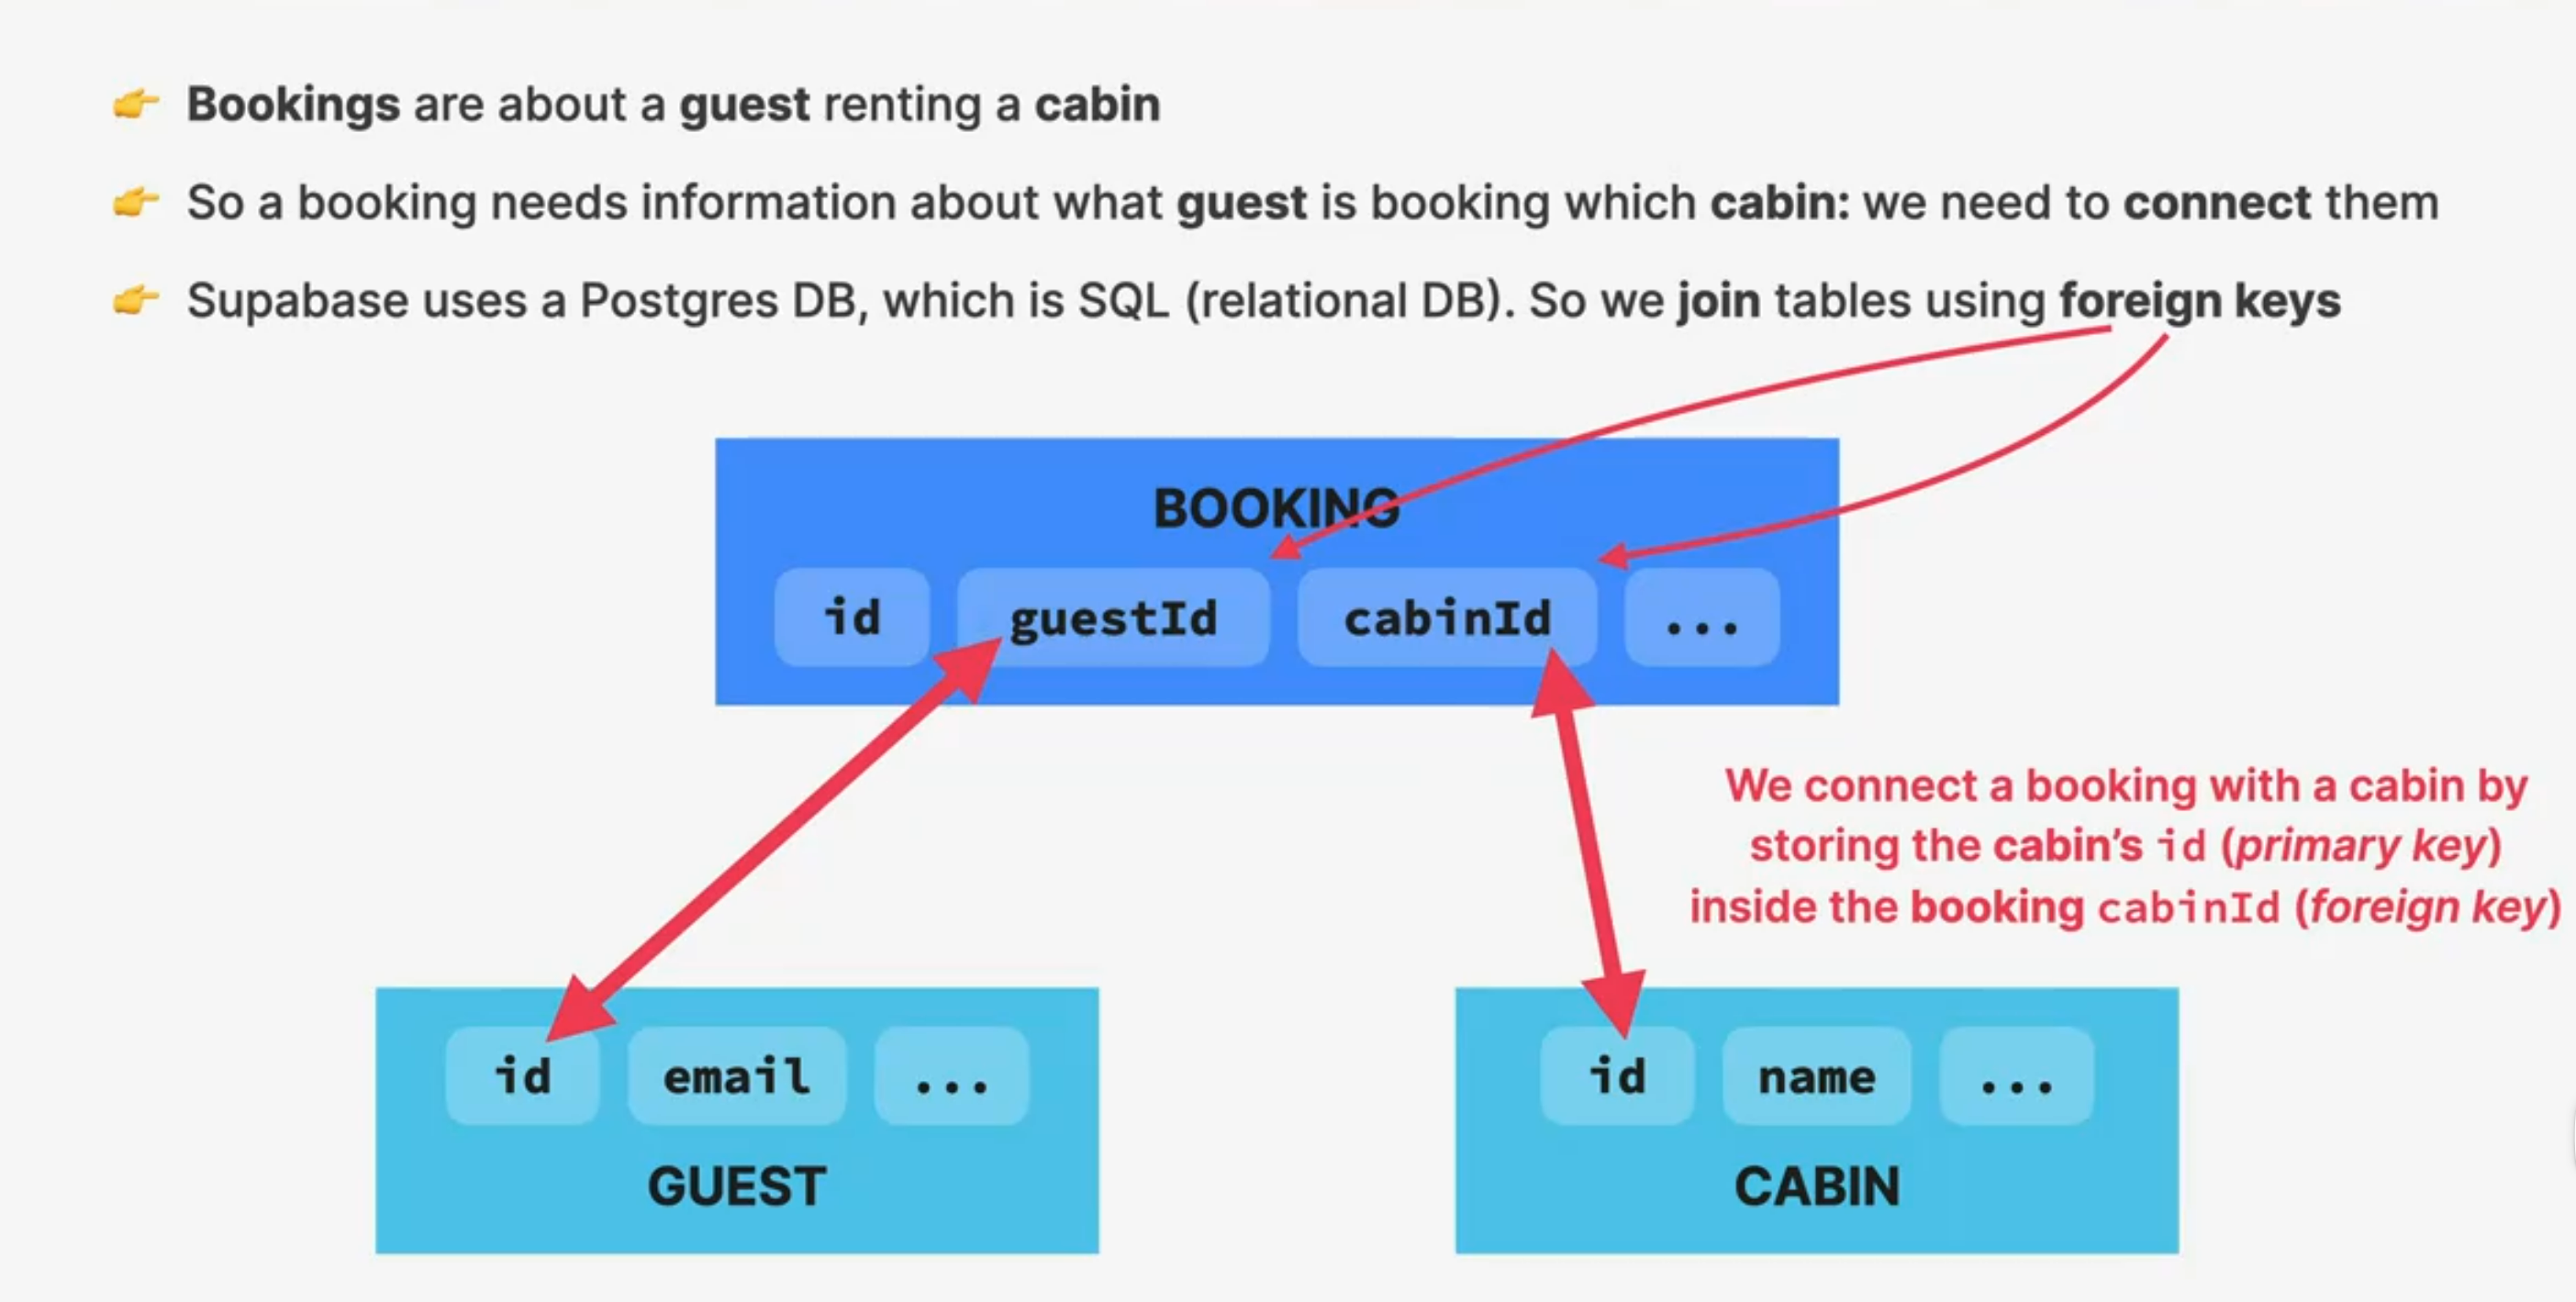 👉 Bookings are about a guest renting a cabin
👉 So a booking needs information about what guest is booking which cabin: we need to connect them
👉 Supabase uses a Postgres DB, which is SQL (relational DB). So we join tables using foreign keys
BOOKING
id guestId cabinId ...
We connect a booking with a cabin by
storing the cabin’s id (primary key)
inside the booking cabinId (foreign key)
id email ...
GUEST
id name ...
CABIN